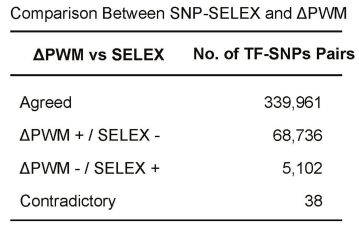 Comparison Between SNP-SELEX and ΔPWM
ΔPWM vs SELEX No. of TF-SNPs Pairs
Agreed 339,961
ΔPWM + / SELEX - 68,736
ΔPWM - / SELEX + 5,102
Contradictory 38